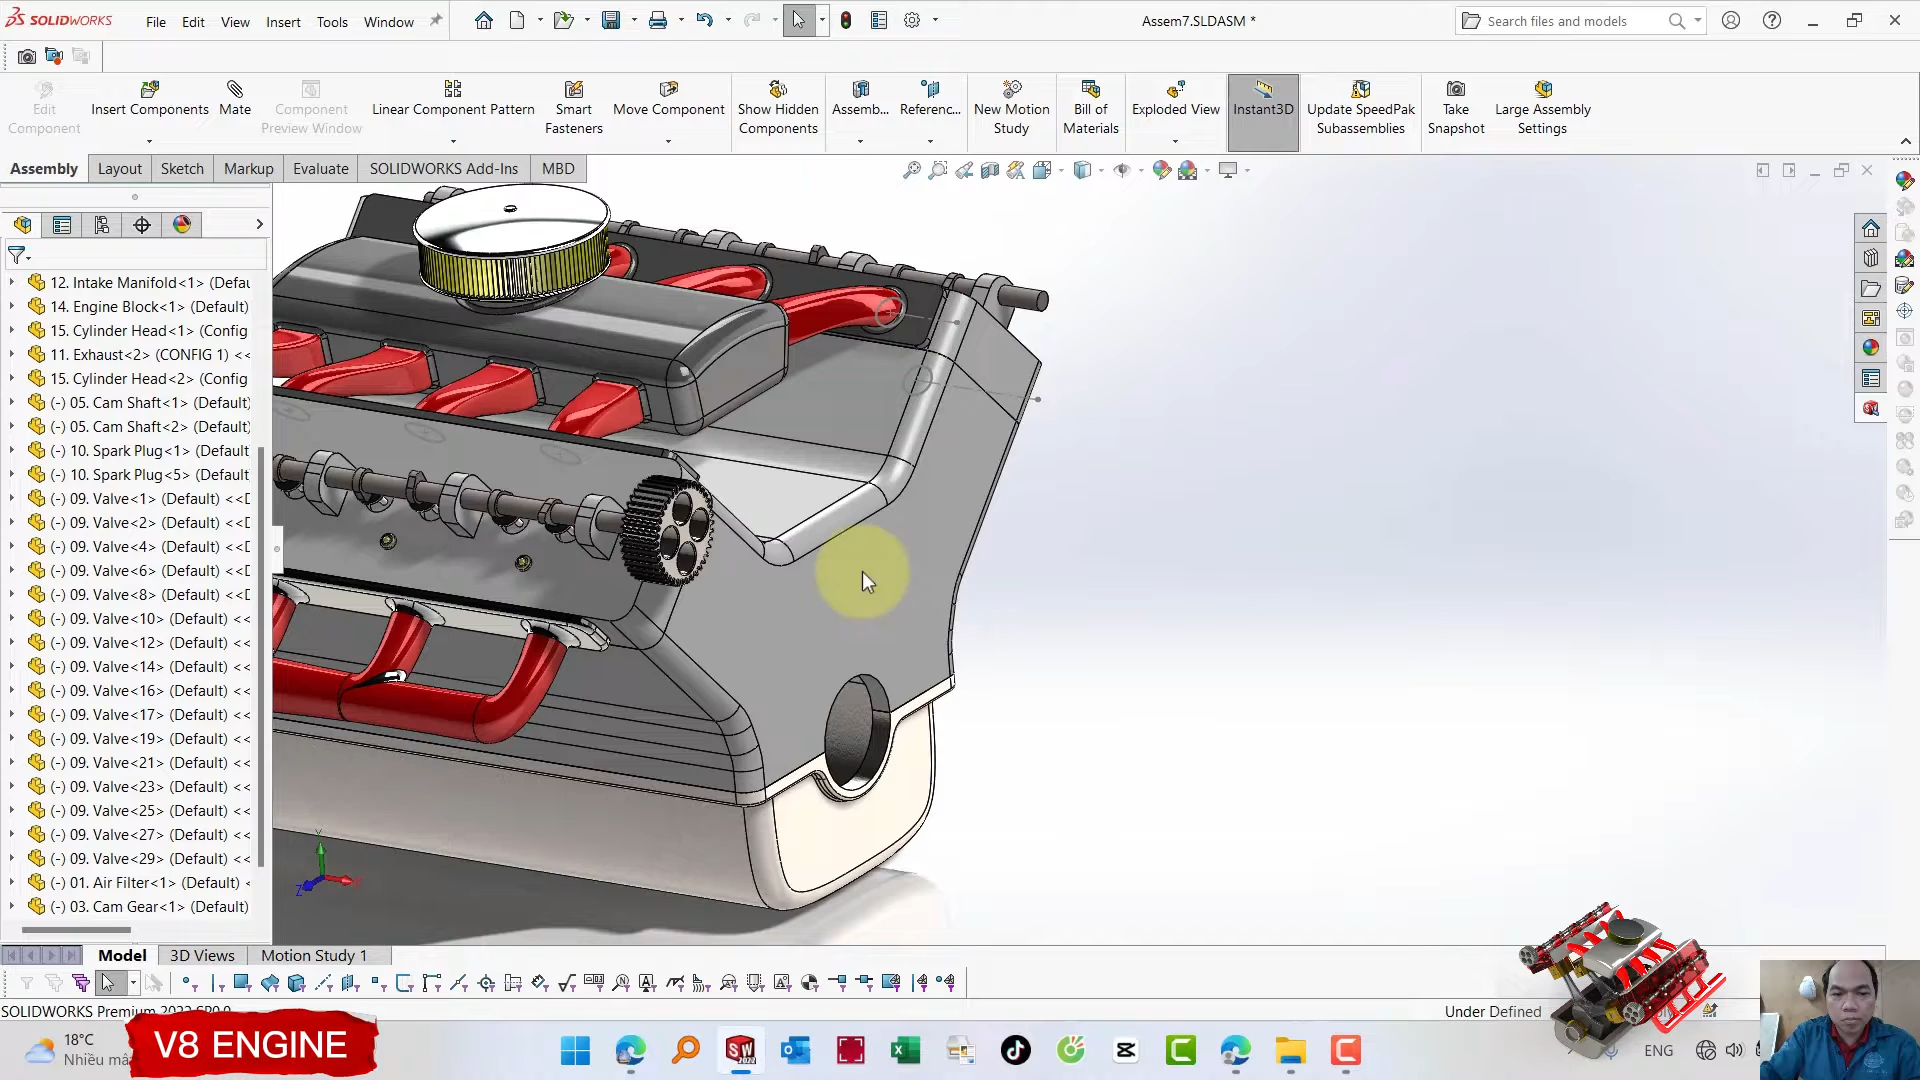 SOLIDWORKS File Edit View Insert Tools Window Assem7.SLDASM * Search files and models
Edit Component
Insert Components
Mate
Component Preview Window
Linear Component Pattern
Smart Fasteners
Move Component
Show Hidden Components
Assemb...
Referenc...
New Motion Study
Bill of Materials
Exploded View
Instant3D
Update SpeedPak Subassemblies
Take Snapshot
Large Assembly Settings
Assembly Layout Sketch Markup Evaluate SOLIDWORKS Add-Ins MBD
12. Intake Manifold<1> (Defau
14. Engine Block<1> (Default)
15. Cylinder Head<1> (Config
11. Exhaust<2> (CONFIG 1) <<
15. Cylinder Head<2> (Config
(-) 05. Cam Shaft<1> (Default)
(-) 05. Cam Shaft<2> (Default)
(-) 10. Spark Plug<1> (Default
(-) 10. Spark Plug<5> (Default
(-) 09. Valve<1> (Default) <<D
(-) 09. Valve<2> (Default) <<D
(-) 09. Valve<4> (Default) <<D
(-) 09. Valve<6> (Default) <<D
(-) 09. Valve<8> (Default) <<D
(-) 09. Valve<10> (Default) <<
(-) 09. Valve<12> (Default) <<
(-) 09. Valve<14> (Default) <<
(-) 09. Valve<16> (Default) <<
(-) 09. Valve<17> (Default) <<
(-) 09. Valve<19> (Default) <<
(-) 09. Valve<21> (Default) <<
(-) 09. Valve<23> (Default) <<
(-) 09. Valve<25> (Default) <<
(-) 09. Valve<27> (Default) <<
(-) 09. Valve<29> (Default) <<
(-) 01. Air Filter<1> (Default) <
(-) 03. Cam Gear<1> (Default)
Model 3D Views Motion Study 1
SOLIDWORKS Premium 2022 SP0.0 Under Defined
18°C
Nhiều mâ
V8 ENGINE
ENG